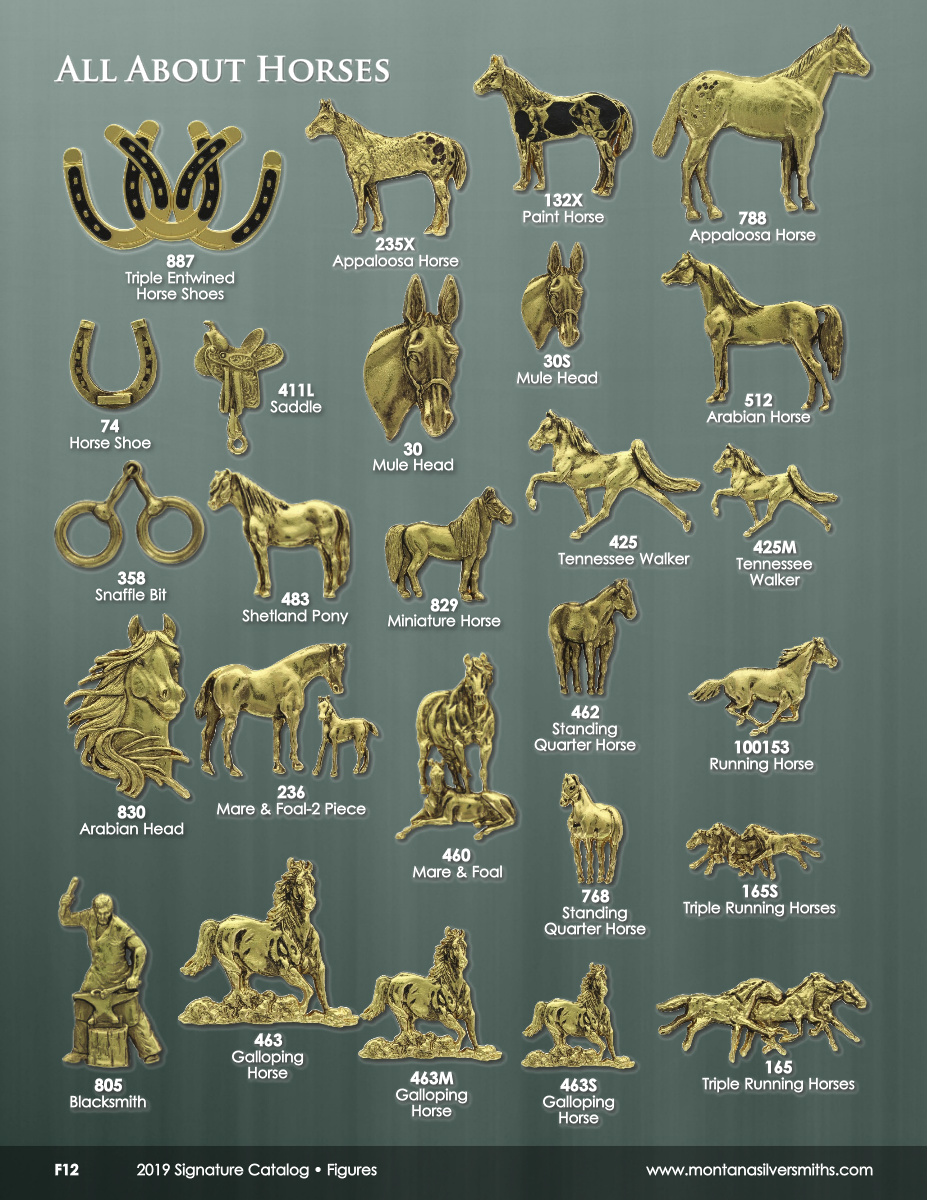 All About Horses
887
Triple Entwined
Horse Shoes
235X
Appaloosa Horse
132X
Paint Horse
788
Appaloosa Horse
74
Horse Shoe
411L
Saddle
30
Mule Head
30S
Mule Head
512
Arabian Horse
358
Snaffle Bit
483
Shetland Pony
829
Miniature Horse
425
Tennessee Walker
425M
Tennessee
Walker
830
Arabian Head
236
Mare & Foal-2 Piece
460
Mare & Foal
462
Standing
Quarter Horse
100153
Running Horse
768
Standing
Quarter Horse
165S
Triple Running Horses
805
Blacksmith
463
Galloping
Horse
463M
Galloping
Horse
463S
Galloping
Horse
165
Triple Running Horses
F12
2019 Signature Catalog • Figures
www.montanasilversmiths.com